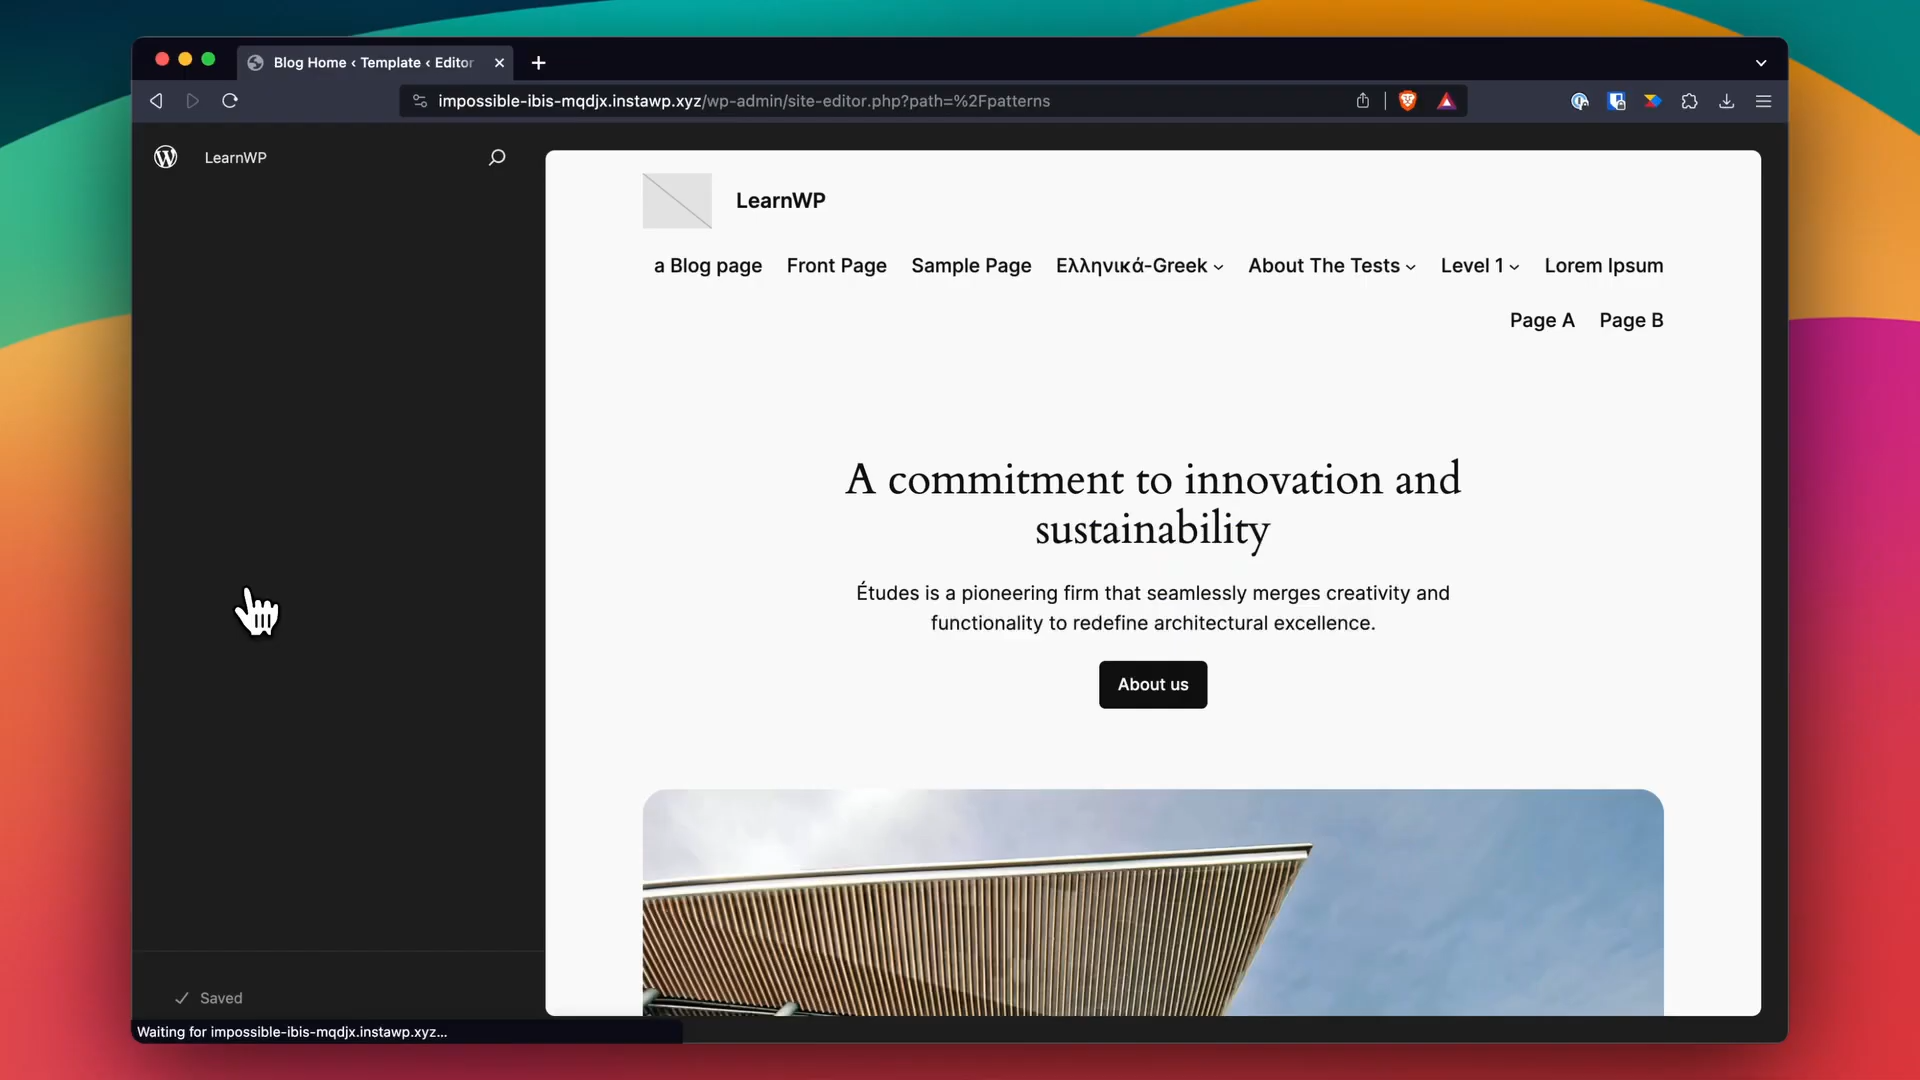 Blog Home ‹ Template ‹ Editor
impossible-ibis-mqdjx.instawp.xyz/wp-admin/site-editor.php?path=%2Fpatterns
LearnWP
LearnWP
a Blog page Front Page Sample Page Ελληνικά-Greek About The Tests Level 1 Lorem Ipsum
Page A Page B
A commitment to innovation and
sustainability
Études is a pioneering firm that seamlessly merges creativity and
functionality to redefine architectural excellence.
About us
Saved
Waiting for impossible-ibis-mqdjx.instawp.xyz...